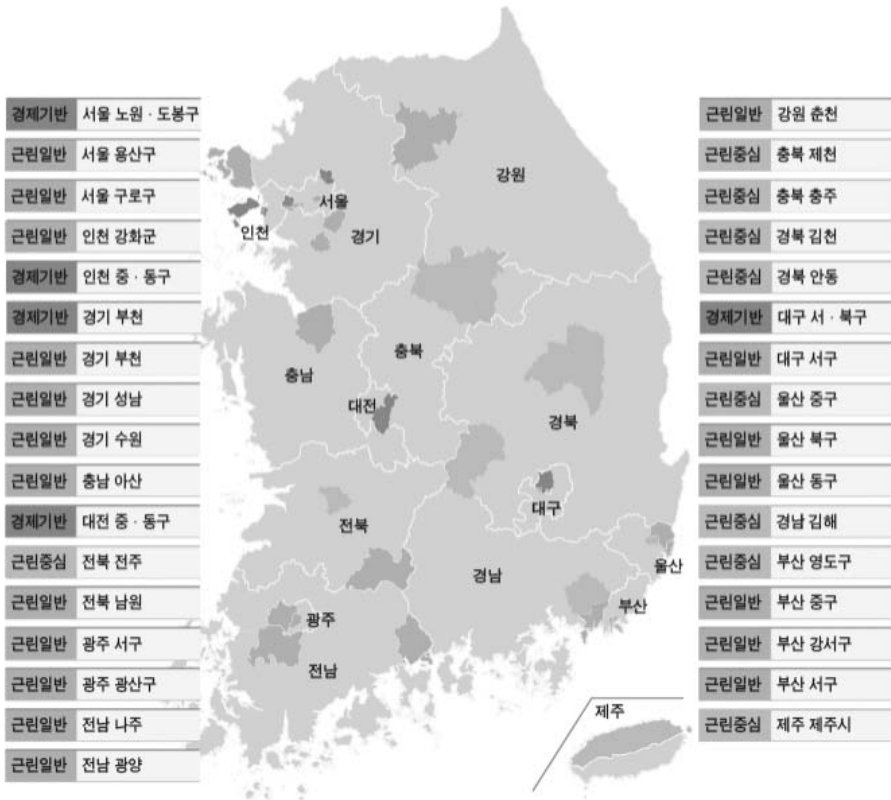 경제기반 서울 노원 · 도봉구
근린일반 서울 용산구
근린일반 서울 구로구
근린일반 인천 강화군
경제기반 인천 중 · 동구
경제기반 경기 부천
근린일반 경기 부천
근린일반 경기 성남
근린일반 경기 수원
근린일반 충남 아산
경제기반 대전 중 · 동구
근린중심 전북 전주
근린일반 전북 남원
근린일반 광주 서구
근린일반 광주 광산구
근린일반 전남 나주
근린일반 전남 광양
강원
서울
인천
경기
충북
충남
대전
경북
대구
전북
경남
울산
부산
광주
전남
제주
근린일반 강원 춘천
근린중심 충북 제천
근린중심 충북 충주
근린중심 경북 김천
근린중심 경북 안동
경제기반 대구 서 · 북구
근린일반 대구 서구
근린중심 울산 중구
근린일반 울산 북구
근린일반 울산 동구
근린중심 경남 김해
근린중심 부산 영도구
근린일반 부산 중구
근린일반 부산 강서구
근린일반 부산 서구
근린중심 제주 제주시